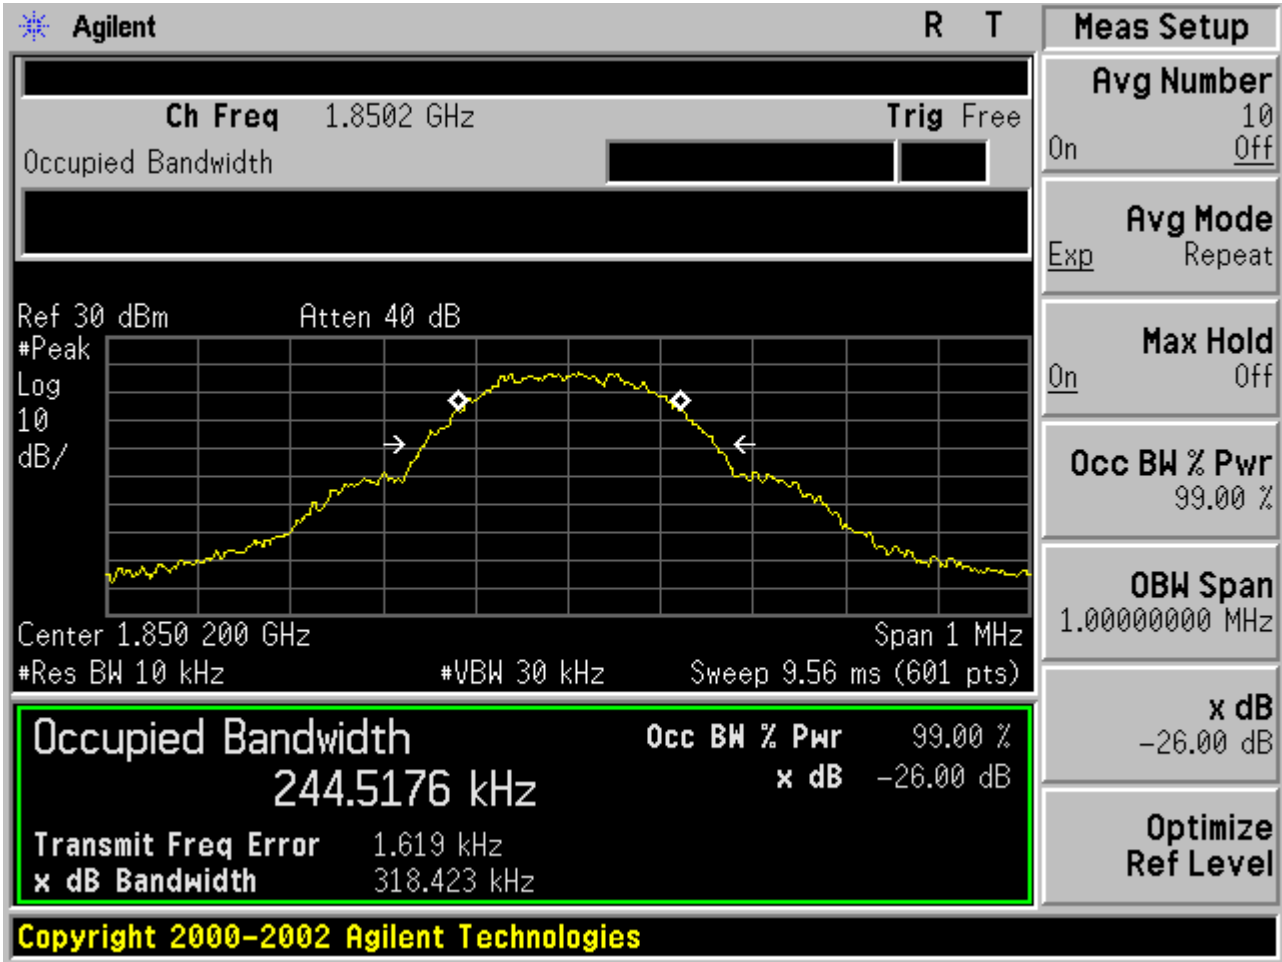 Agilent R T
Ch Freq 1.8502 GHz Trig Free
Occupied Bandwidth
Ref 30 dBm Atten 40 dB
#Peak
Log
10
dB/
Center 1.850 200 GHz Span 1 MHz
#Res BW 10 kHz #VBW 30 kHz Sweep 9.56 ms (601 pts)
Occupied Bandwidth
244.5176 kHz
Occ BW % Pwr 99.00 %
x dB -26.00 dB
Transmit Freq Error 1.619 kHz
x dB Bandwidth 318.423 kHz
Copyright 2000-2002 Agilent Technologies
Meas Setup
Avg Number
10
On Off
Avg Mode
Exp Repeat
Max Hold
On Off
Occ BW % Pwr
99.00 %
OBW Span
1.00000000 MHz
x dB
-26.00 dB
Optimize
Ref Level